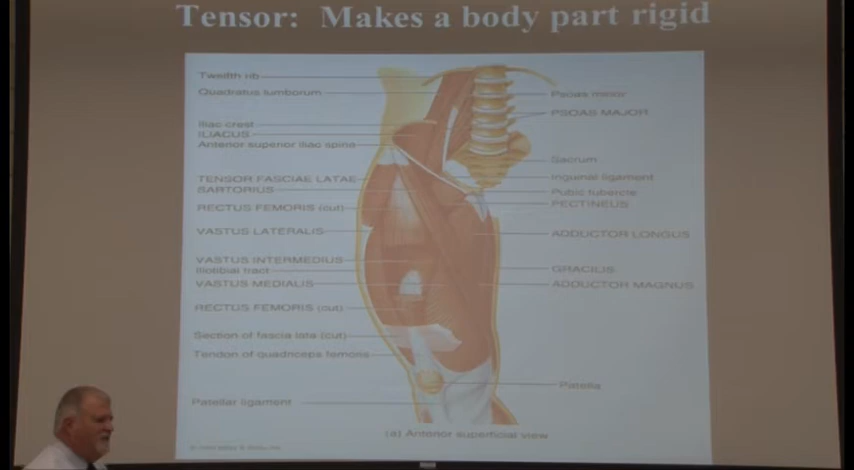 Tensor: Makes a body part rigid
Twelfth rib
Quadratus lumborum
Iliac crest
ILIACUS
Anterior superior iliac spine
TENSOR FASCIAE LATAE
SARTORIUS
RECTUS FEMORIS (cut)
VASTUS LATERALIS
VASTUS INTERMEDIUS
Iliotibial tract
VASTUS MEDIALIS
RECTUS FEMORIS (cut)
Section of fascia lata (cut)
Tendon of quadriceps femoris
Patellar ligament
Psoas minor
PSOAS MAJOR
Sacrum
Inguinal ligament
Pubic tubercle
PECTINEUS
ADDUCTOR LONGUS
GRACILIS
ADDUCTOR MAGNUS
Patella
(a) Anterior superficial view